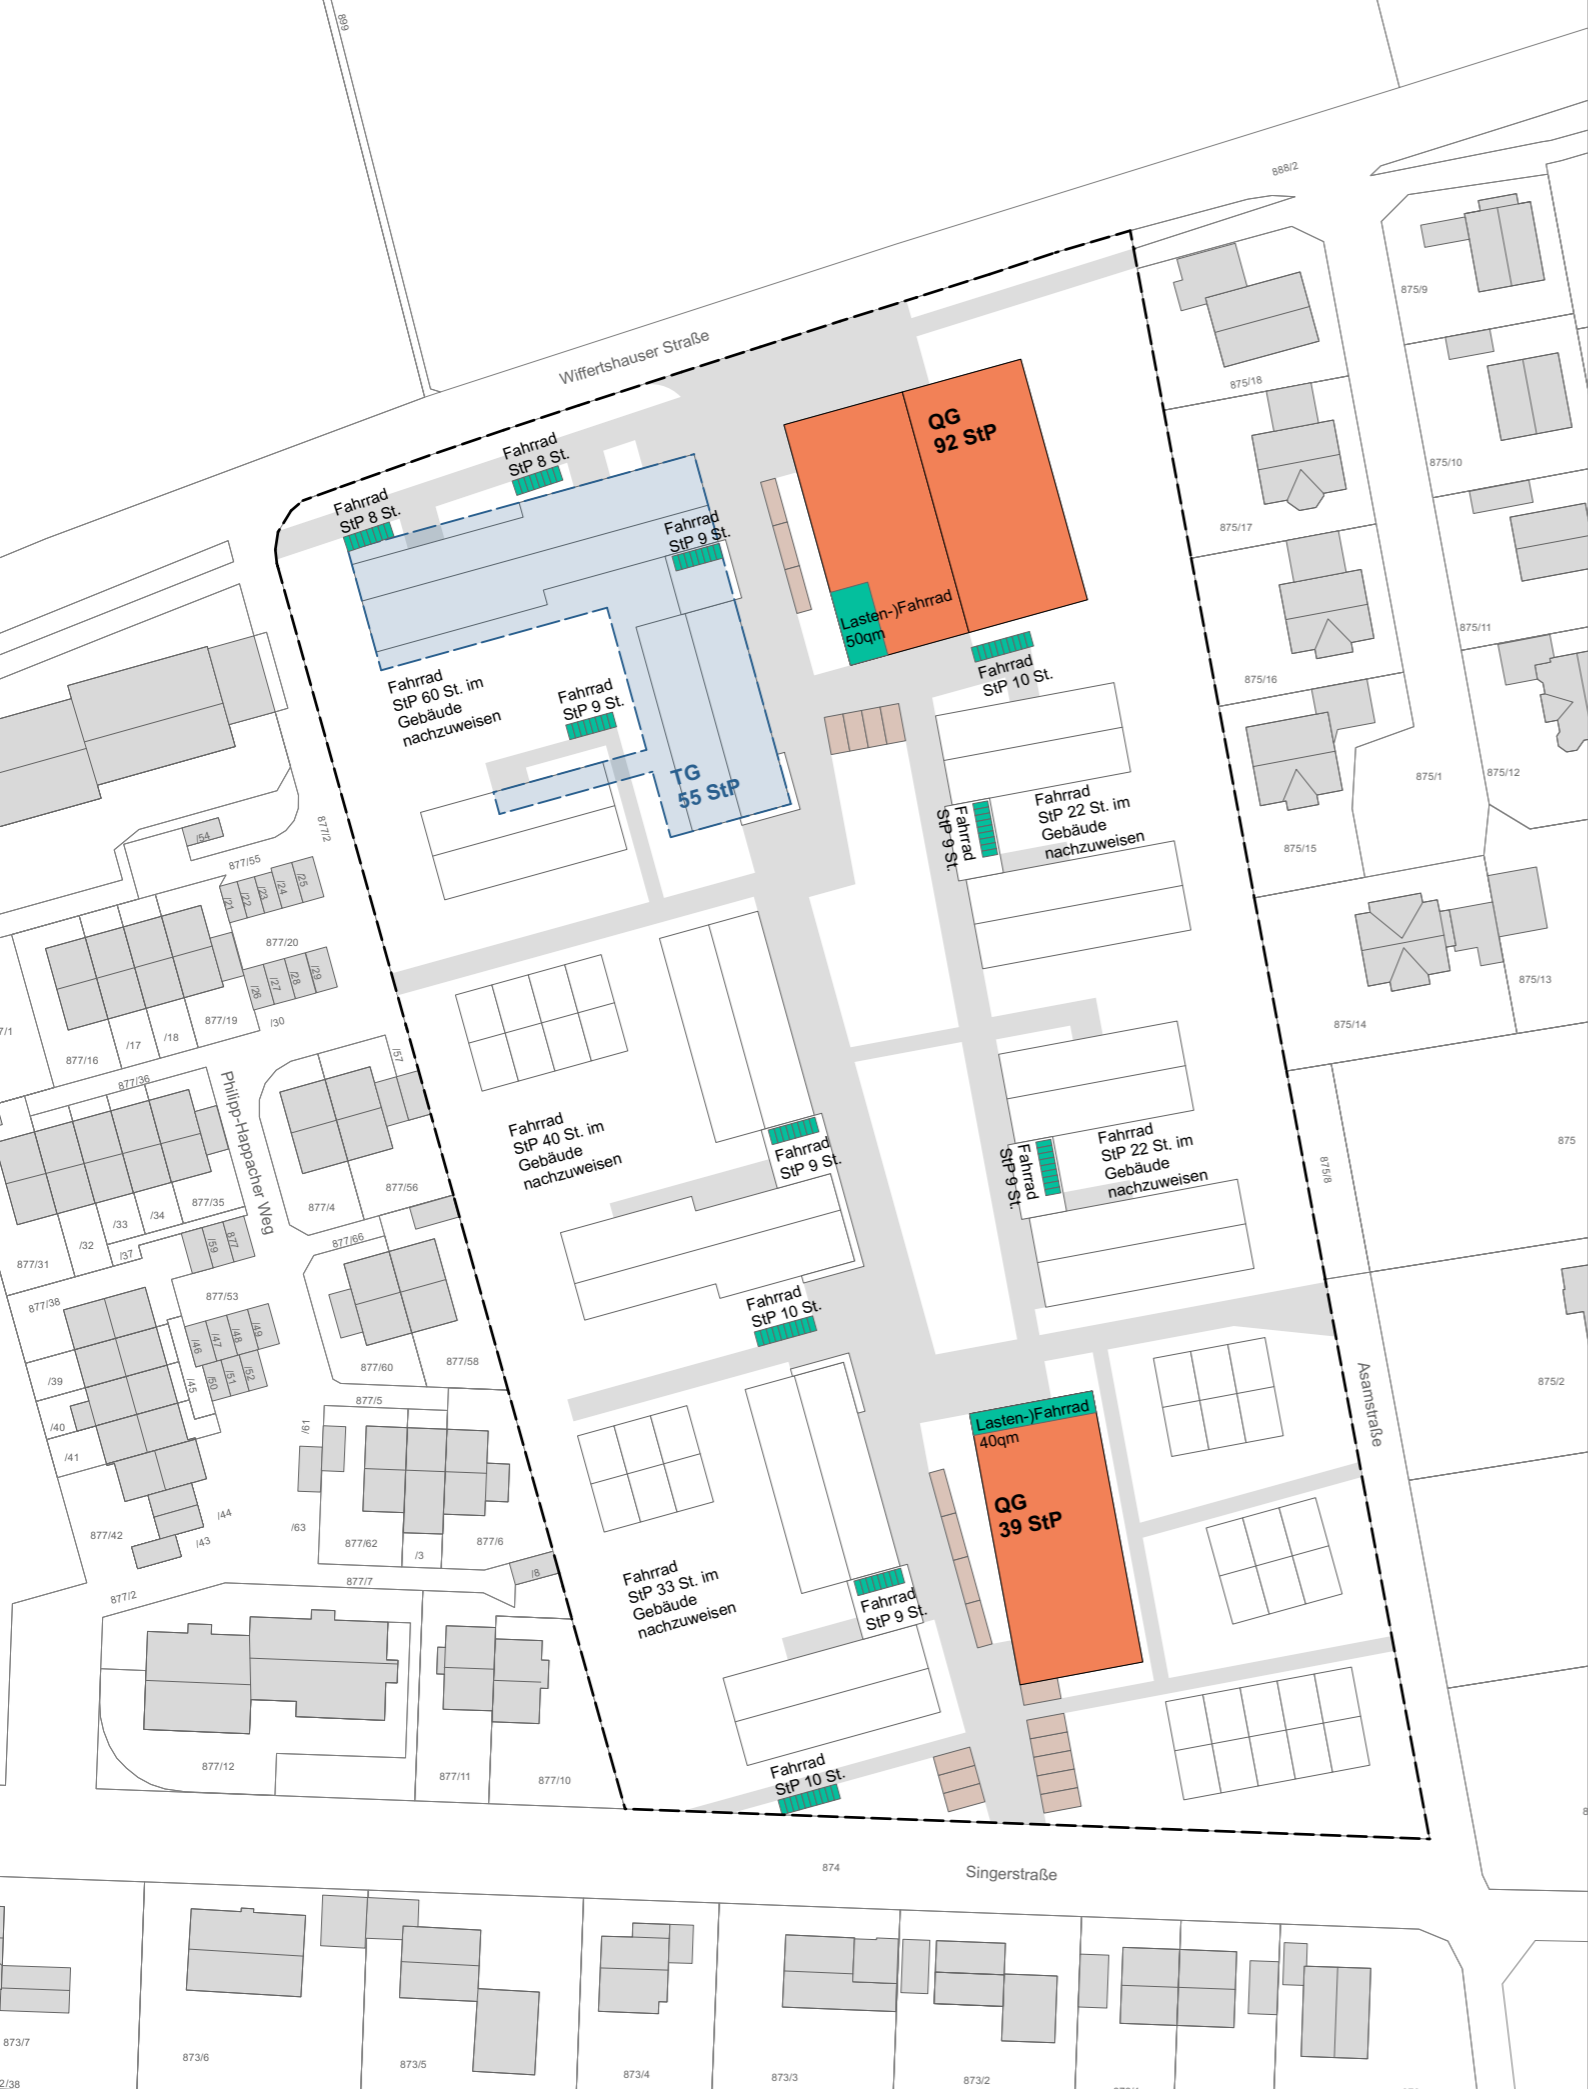 899
888/2
Wiffertshauser Straße
875/9
875/18
875/10
875/17
875/11
875/16
875/12
875/1
875/15
875/13
875/14
875/8
875
875/2
Asamstraße
QG
92 StP
Lasten-)Fahrrad
50qm
Fahrrad
StP 8 St.
Fahrrad
StP 8 St.
Fahrrad
StP 9 St.
Fahrrad
StP 60 St. im
Gebäude
nachzuweisen
Fahrrad
StP 9 St.
TG
55 StP
Fahrrad
StP 10 St.
Fahrrad
StP 9 St.
Fahrrad
StP 22 St. im
Gebäude
nachzuweisen
Fahrrad
StP 40 St. im
Gebäude
nachzuweisen
Fahrrad
StP 9 St.
Fahrrad
StP 9 St.
Fahrrad
StP 22 St. im
Gebäude
nachzuweisen
Fahrrad
StP 10 St.
Lasten-)Fahrrad
40qm
QG
39 StP
Fahrrad
StP 33 St. im
Gebäude
nachzuweisen
Fahrrad
StP 9 St.
Fahrrad
StP 10 St.
/54
877/2
877/55
/21
/22
/23
/24
/25
877/20
/26
/27
/28
/29
/30
877/19
/18
/17
877/16
7/1
877/36
Philipp-Happacher Weg
/57
877/56
877/4
877/35
/34
/33
/32
/37
877/31
877/66
/59
877
877/38
877/53
/46
/47
/48
/49
/50
/51
/52
/45
/39
/40
/41
877/60
877/58
877/5
/61
/63
877/62
/3
877/6
/8
877/42
/44
/43
877/2
877/7
877/12
877/11
877/10
874
Singerstraße
873/7
2/38
873/6
873/5
873/4
873/3
873/2